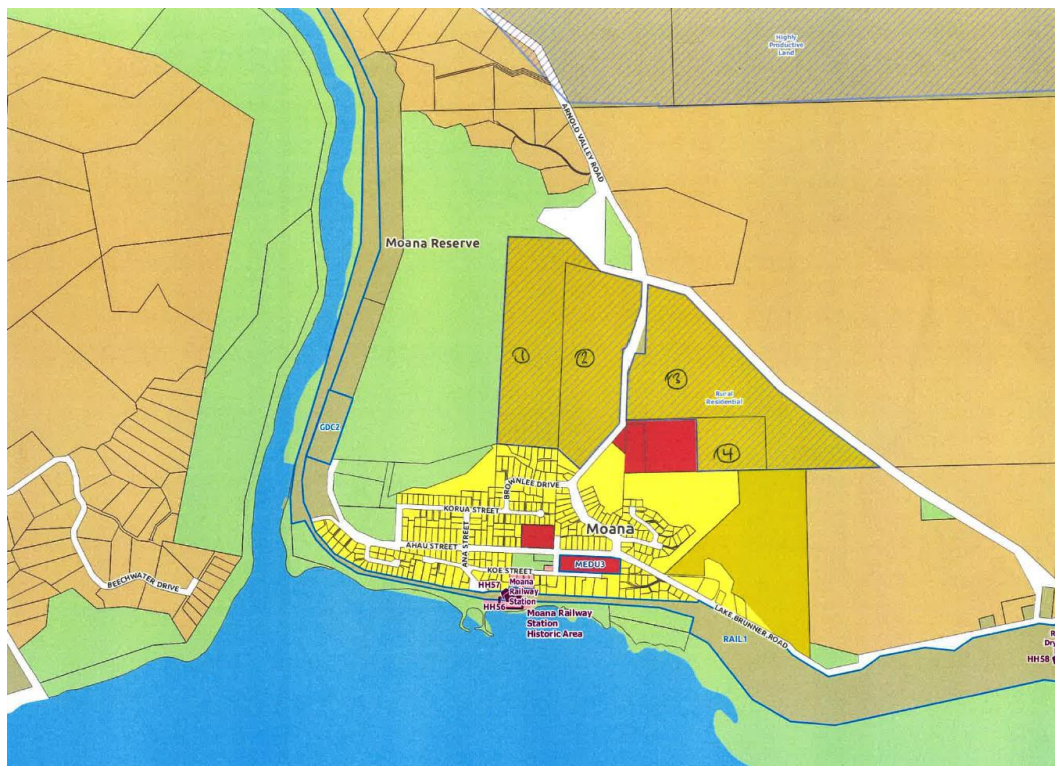 Highly
Productive
Land
ARNOLD VALLEY ROAD
Moana Reserve
1
2
3
Rural
Residential
GDC2
4
BROWNLEE DRIVE
KORUA STREET
Moana
ANA STREET
AHAU STREET
MEDU3
KOE STREET
BEECHWATER DRIVE
HH57
Moana
Railway
Station
HH56
Moana Railway
Station
Historic Area
LAKE BRUNNER ROAD
RAIL1
R
Dry
HH58